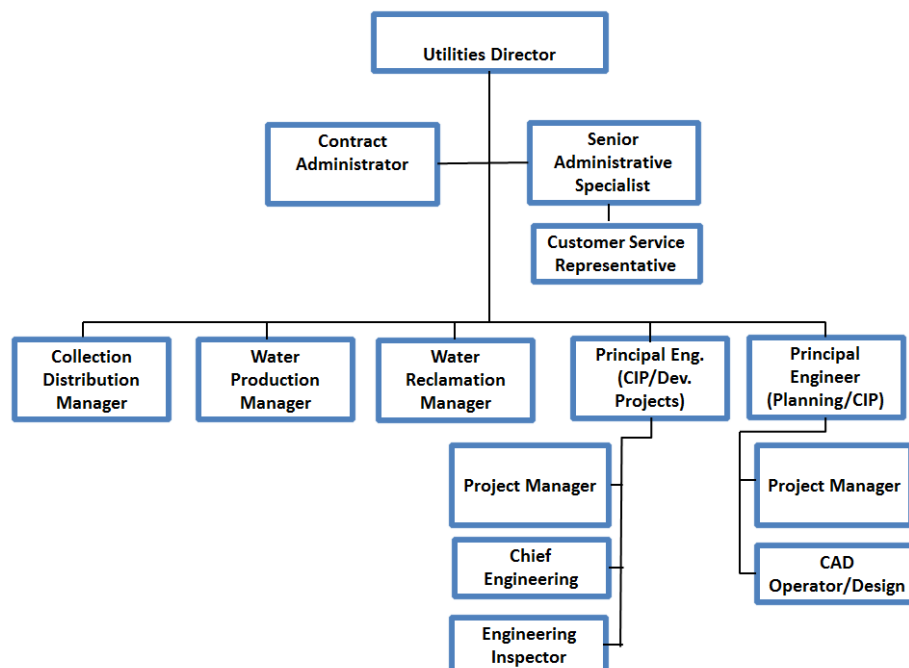 Utilities Director
Contract
Administrator
Senior
Administrative
Specialist
Customer Service
Representative
Collection
Distribution
Manager
Water
Production
Manager
Water
Reclamation
Manager
Principal Eng.
(CIP/Dev.
Projects)
Principal
Engineer
(Planning/CIP)
Project Manager
Chief
Engineering
Engineering
Inspector
Project Manager
CAD
Operator/Design